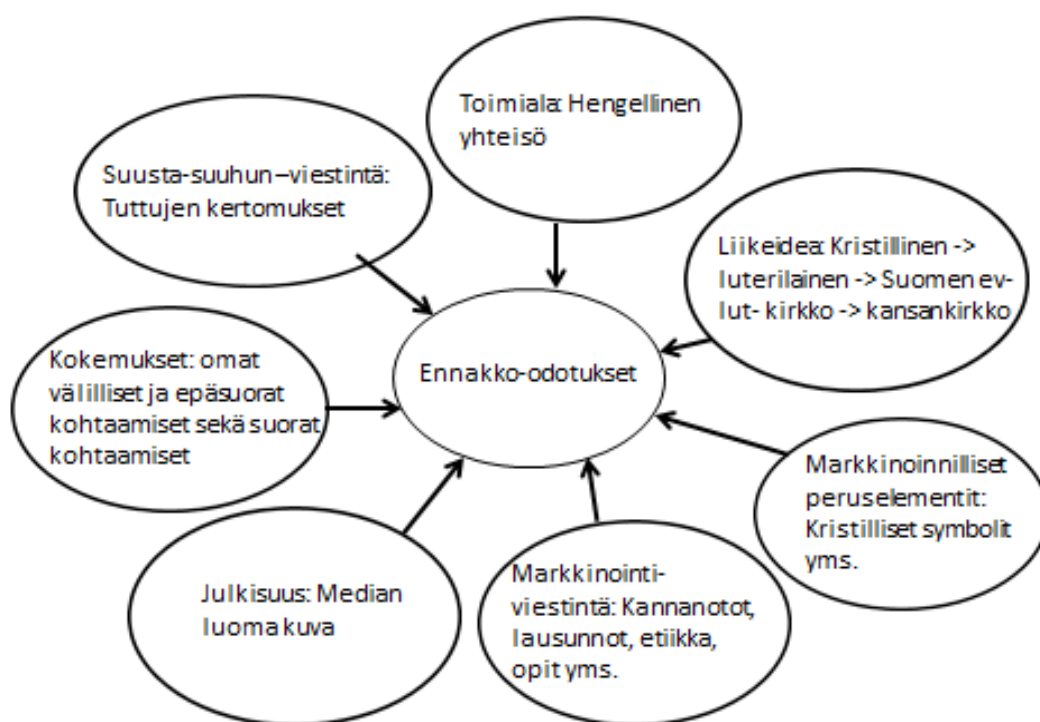 Toimiala: Hengellinen
yhteisö
Suusta-suuhun –viestintä:
Tuttujen kertomukset
Liikeidea: Kristillinen ->
luterilainen -> Suomen ev-
lut- kirkko -> kansankirkko
Kokemukset: omat
välilliset ja epäsuorat
kohtaamiset sekä suorat
kohtaamiset
Ennakko-odotukset
Markkinoinnilliset
peruselementit:
Kristilliset symbolit
yms.
Julkisuus: Median
luoma kuva
Markkinointi-
viestintä: Kannanotot,
lausunnot, etiikka,
opit yms.